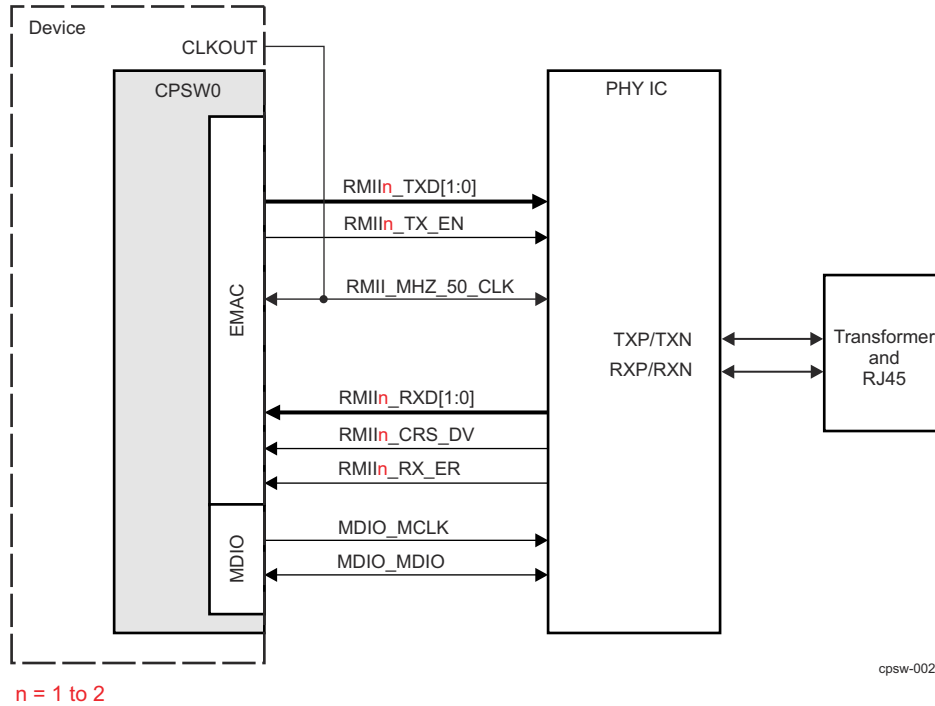 Device
CLKOUT
CPSW0
PHY IC
RMIIn_TXD[1:0]
RMIIn_TX_EN
RMII_MHZ_50_CLK
EMAC
TXP/TXN
RXP/RXN
Transformer
and
RJ45
RMIIn_RXD[1:0]
RMIIn_CRS_DV
RMIIn_RX_ER
MDIO_MCLK
MDIO
MDIO_MDIO
cpsw-002
n = 1 to 2